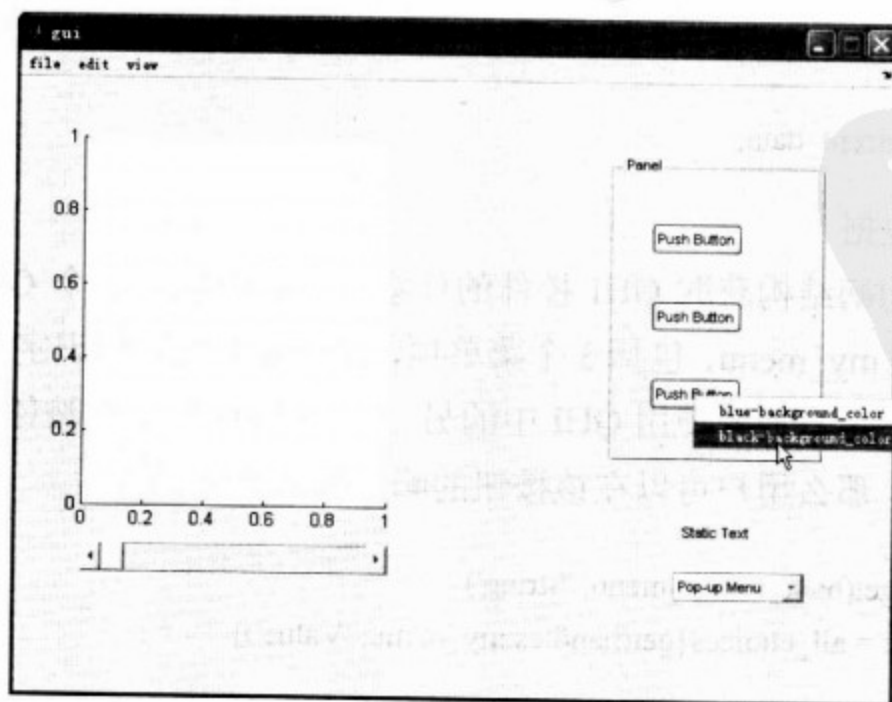 gui
file edit view
1
0.8
0.6
0.4
0.2
0
0 0.2 0.4 0.6 0.8 1
Panel
Push Button
Push Button
Push Button
blue-background_color
black-background_color
Static Text
Pop-up Menu